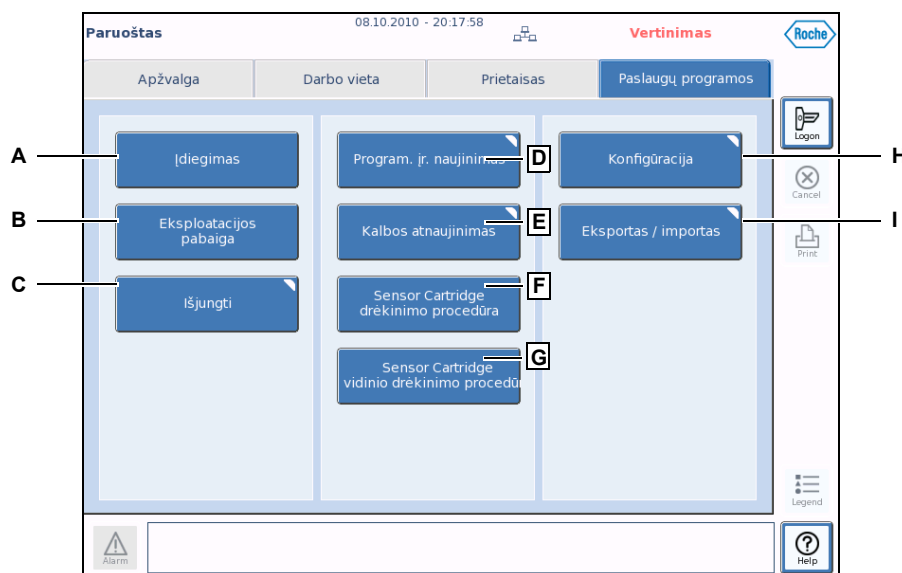 Paruoštas
08.10.2010 - 20:17:58
Vertinimas
Roche
Apžvalga
Darbo vieta
Prietaisas
Paslaugų programos
A
Įdiegimas
B
Eksploatacijos
pabaiga
C
Išjungti
Program. įr. naujinimas
D
Kalbos atnaujinimas
E
Sensor Cartridge
drėkinimo procedūra
F
Sensor Cartridge
vidinio drėkinimo procedūr
G
Konfigūracija
H
Eksportas / importas
I
Logon
Cancel
Print
Legend
Alarm
Help